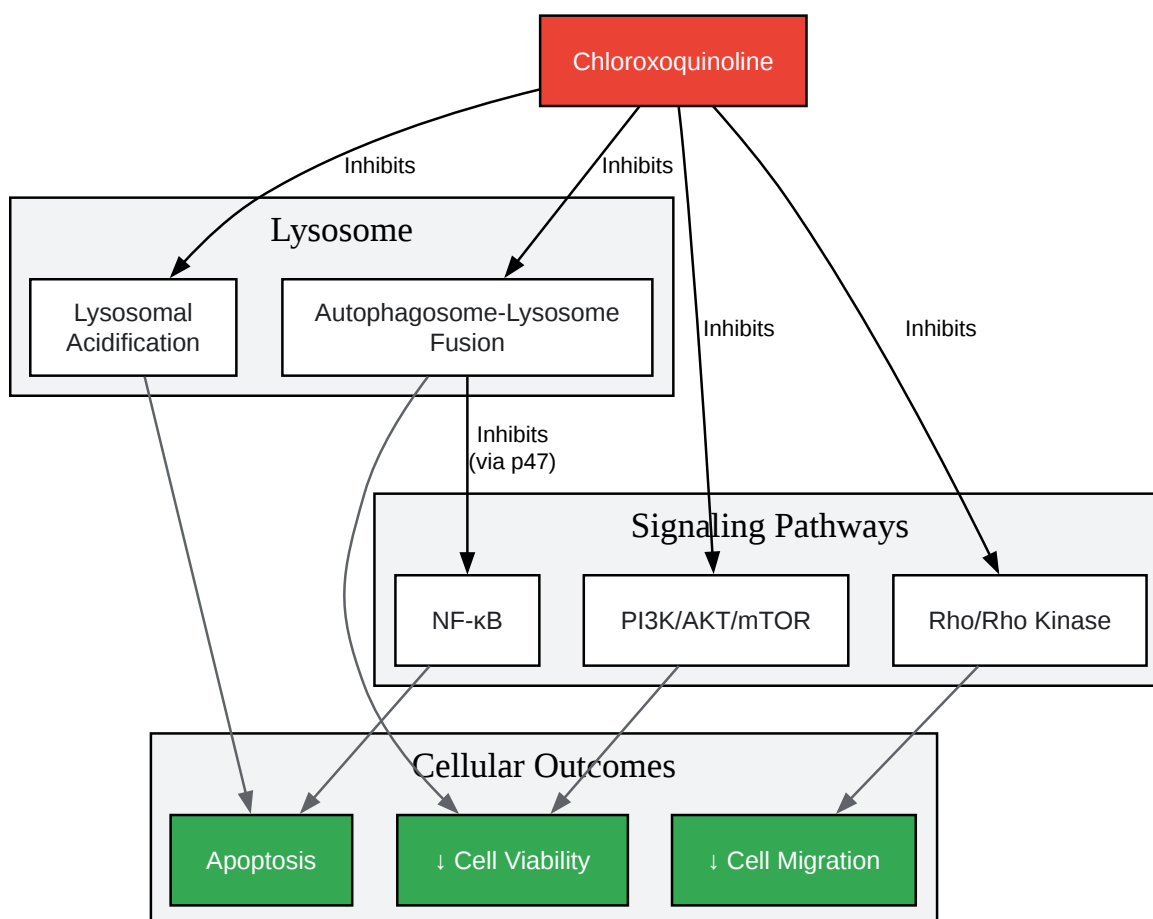 Chloroxoquinoline
Inhibits
Inhibits
Lysosome
Lysosomal
Acidification
Autophagosome-Lysosome
Fusion
Inhibits
Inhibits
Inhibits
(via p47)
Signaling Pathways
NF-κB
PI3K/AKT/mTOR
Rho/Rho Kinase
Cellular Outcomes
Apoptosis
↓ Cell Viability
↓ Cell Migration